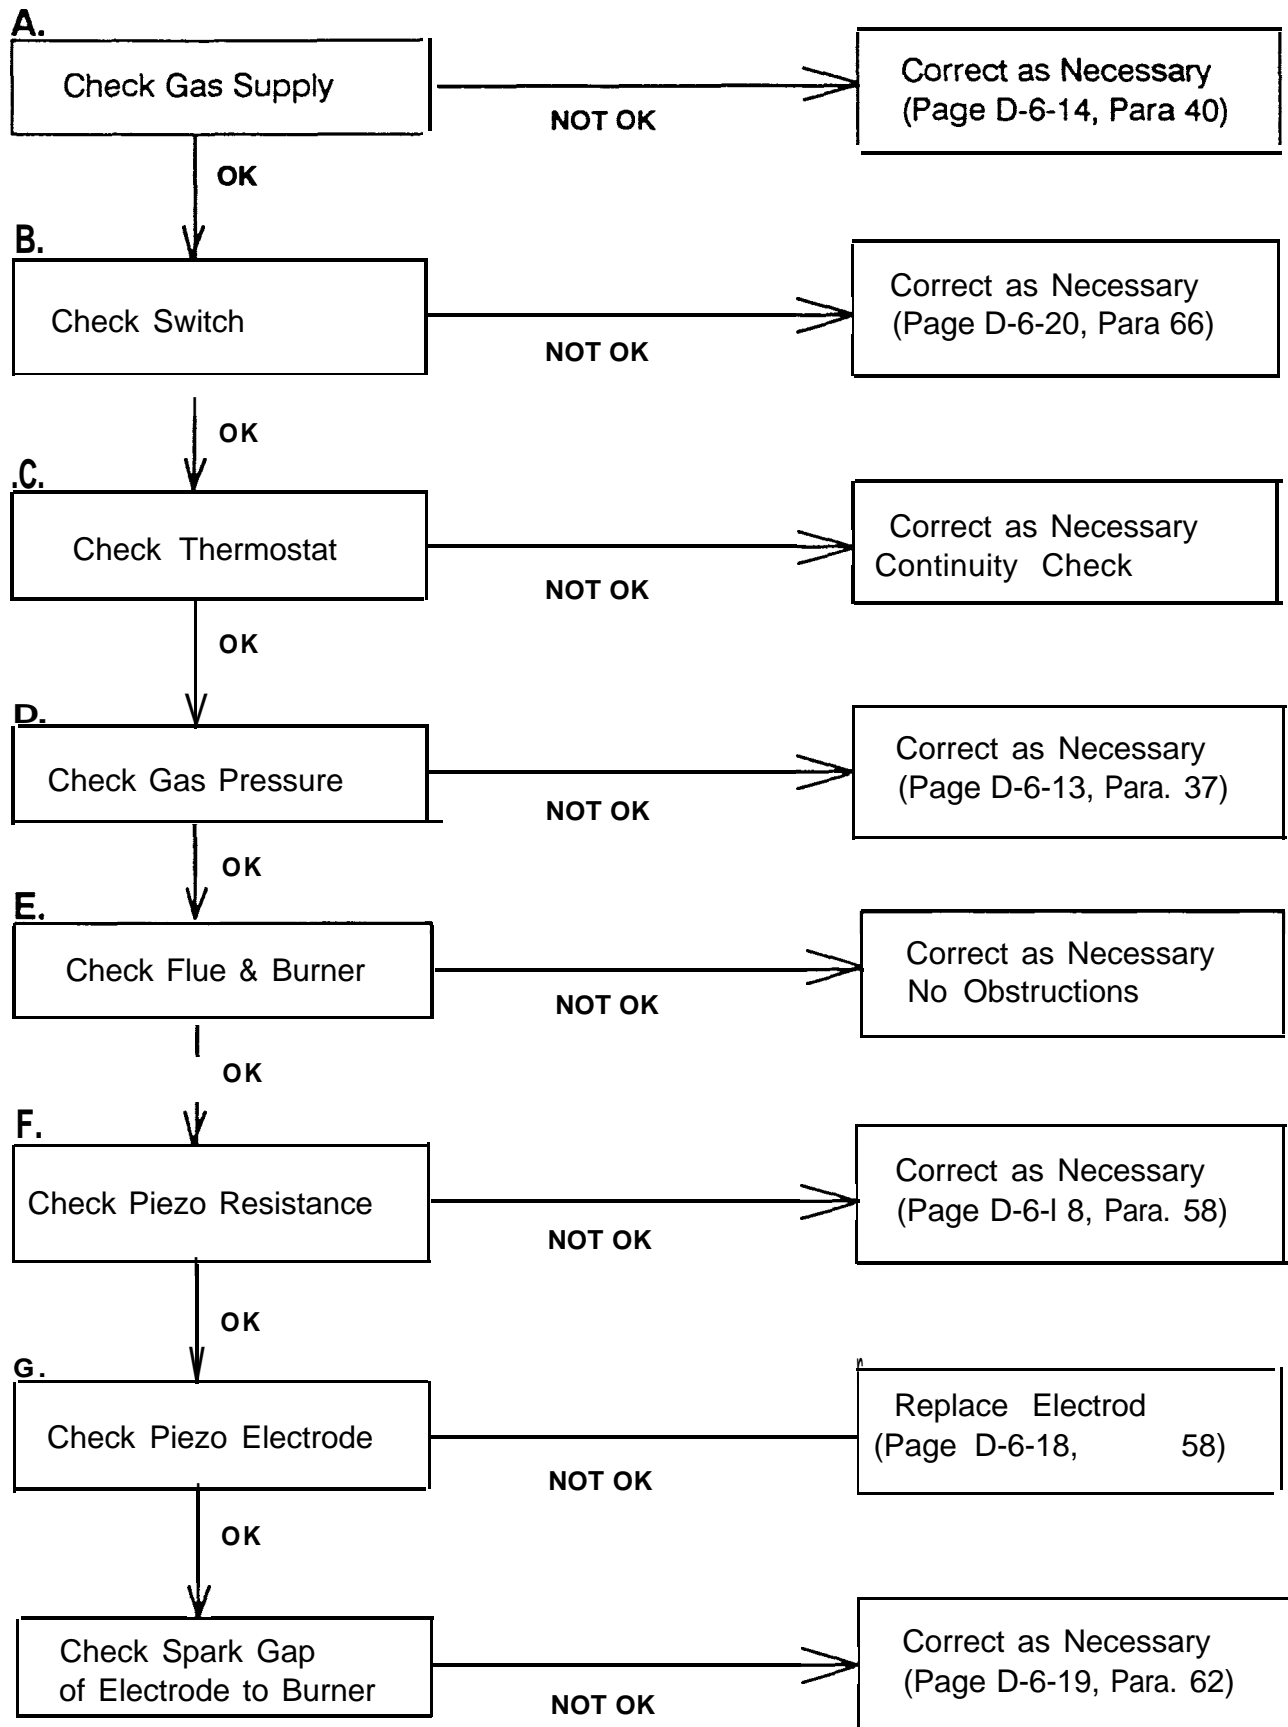 A.
Check Gas Supply
NOT OK
Correct as Necessary
(Page D-6-14, Para 40)
OK
B.
Check Switch
NOT OK
Correct as Necessary
(Page D-6-20, Para 66)
OK
.C.
Check Thermostat
NOT OK
Correct as Necessary
Continuity Check
OK
D.
Check Gas Pressure
NOT OK
Correct as Necessary
(Page D-6-13, Para. 37)
OK
E.
Check Flue & Burner
NOT OK
Correct as Necessary
No Obstructions
OK
F.
Check Piezo Resistance
NOT OK
Correct as Necessary
(Page D-6-I 8, Para. 58)
OK
G.
Check Piezo Electrode
NOT OK
Replace Electrod
(Page D-6-18, 58)
OK
Check Spark Gap
of Electrode to Burner
NOT OK
Correct as Necessary
(Page D-6-19, Para. 62)